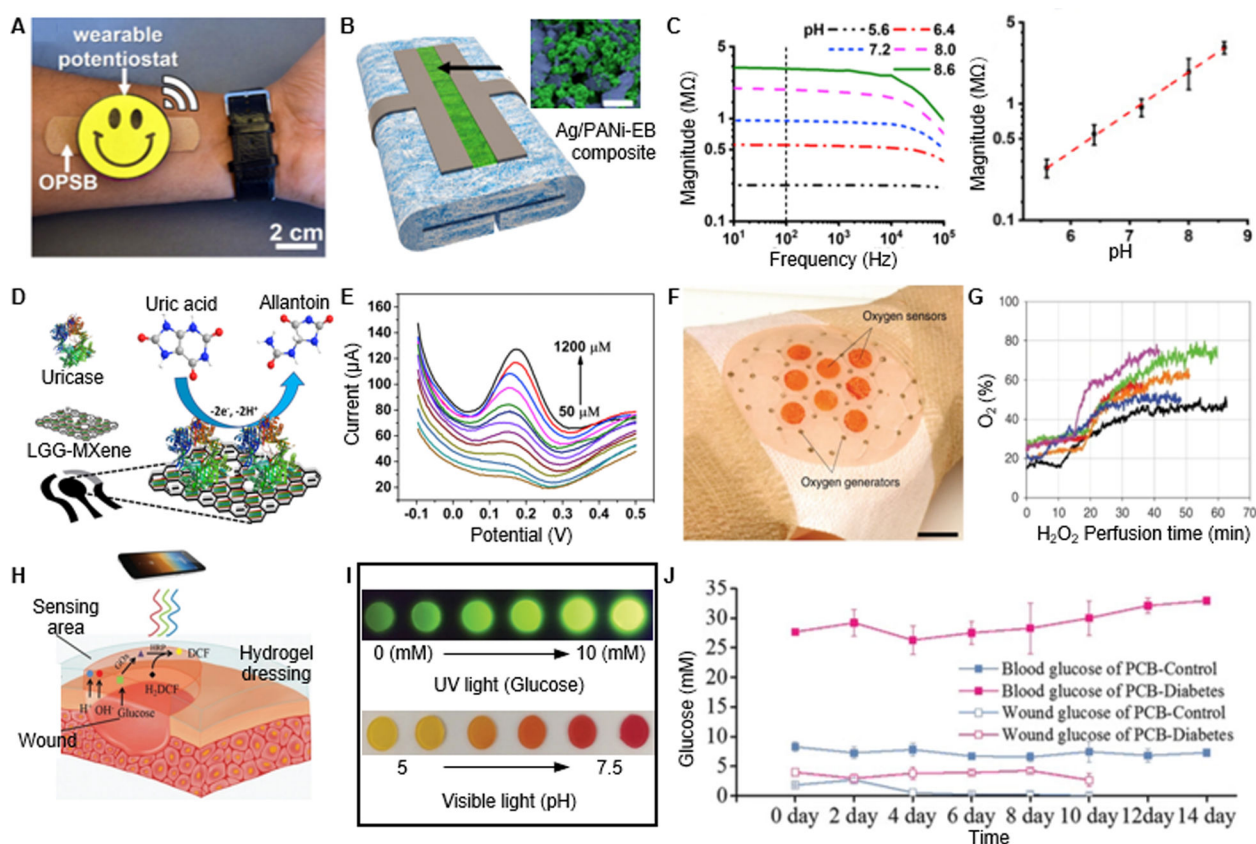 A
wearable
potentiostat
OPSB
2 cm
B
Ag/PANi-EB
composite
C
pH
5.6
6.4
7.2
8.0
8.6
Magnitude (MΩ)
5
1
0.5
0.1
10¹ 10² 10³ 10⁴ 10⁵
Frequency (Hz)
Magnitude (MΩ)
5
1
0.5
0.1
6 7 8 9
pH
D
Uric acid
Allantoin
Uricase
-2e⁻, -2H⁺
LGG-MXene
E
Current (µA)
160
140
120
100
80
60
40
20
1200 µM
50 µM
-0.1 0.0 0.1 0.2 0.3 0.4 0.5
Potential (V)
F
Oxygen sensors
Oxygen generators
G
O₂ (%)
100
80
60
40
20
0
0 10 20 30 40 50 60 70
H₂O₂ Perfusion time (min)
H
Sensing
area
Hydrogel
dressing
GOx
HRP
DCF
H₂DCF
H⁺ OH⁻ Glucose
Wound
I
0 (mM)
10 (mM)
UV light (Glucose)
5
7.5
Visible light (pH)
J
Glucose (mM)
35
30
25
20
15
10
5
0
Blood glucose of PCB-Control
Blood glucose of PCB-Diabetes
Wound glucose of PCB-Control
Wound glucose of PCB-Diabetes
0 day 2 day 4 day 6 day 8 day 10 day 12day 14 day
Time